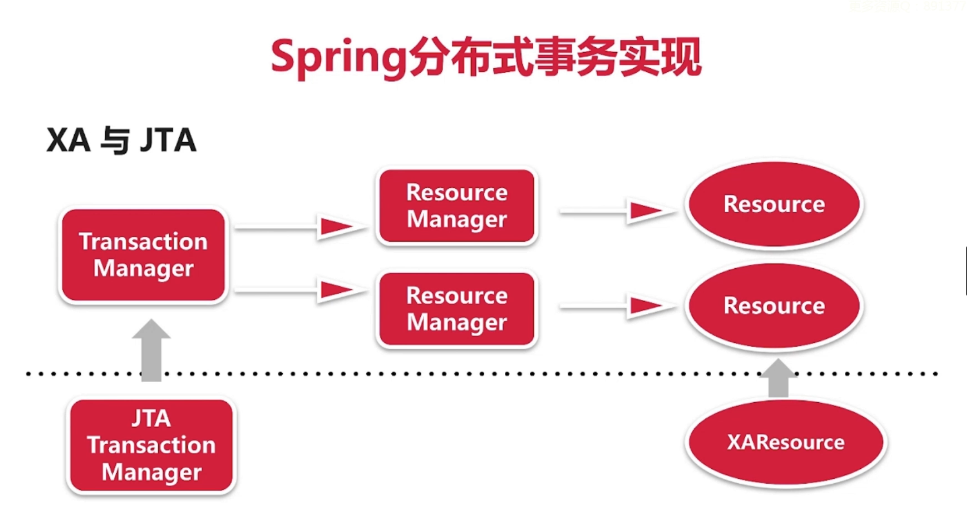 Spring分布式事务实现
XA 与 JTA
Transaction
Manager
Resource
Manager
Resource
Resource
Manager
Resource
JTA
Transaction
Manager
XAResource